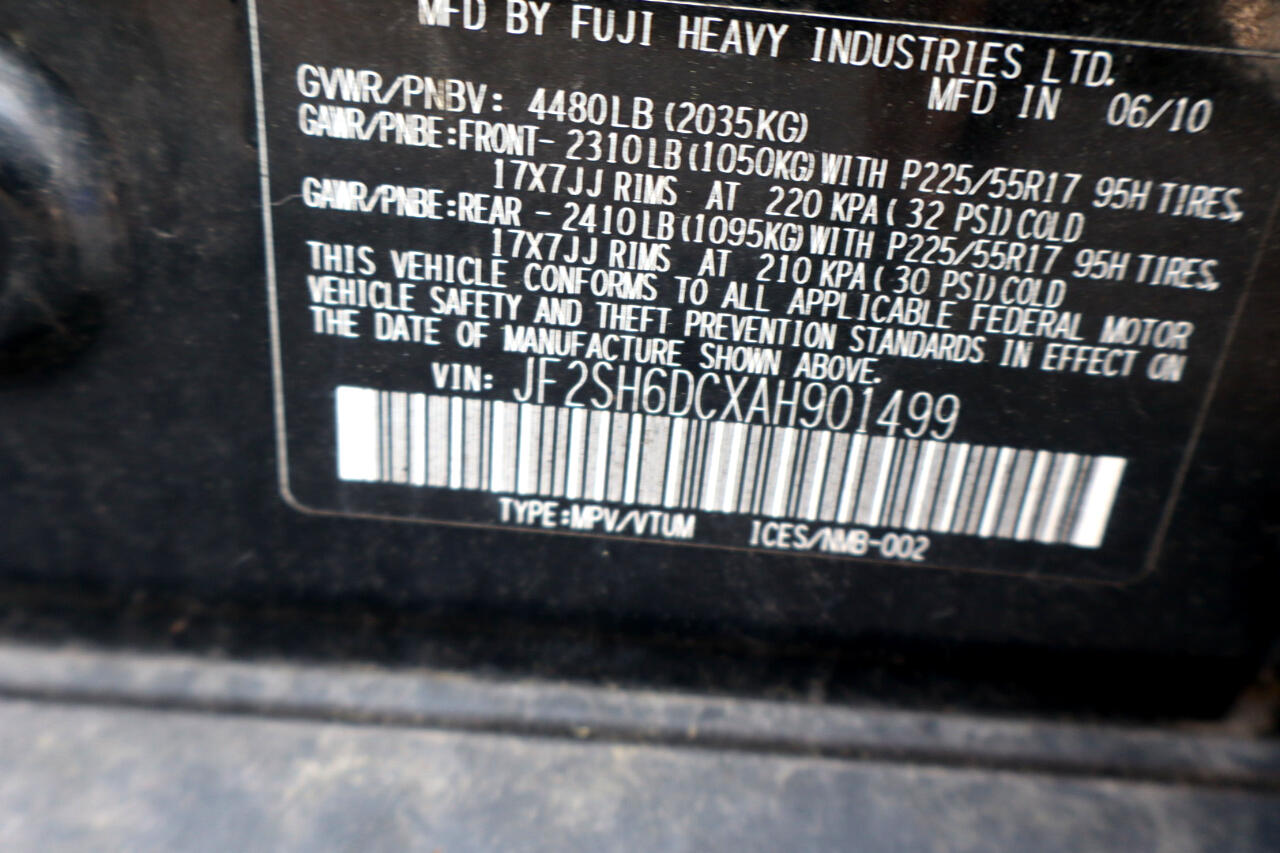 MFD BY FUJI HEAVY INDUSTRIES LTD.
MFD IN 06/10
GVWR/PNBV: 4480LB (2035KG)
GAWR/PNBE:FRONT- 2310LB(1050KG)WITH P225/55R17 95H TIRES,
17X7JJ RIMS AT 220 KPA( 32 PSI)COLD
GAWR/PNBE:REAR - 2410LB(1095KG)WITH P225/55R17 95H TIRES,
17X7JJ RIMS AT 210 KPA( 30 PSI)COLD
THIS VEHICLE CONFORMS TO ALL APPLICABLE FEDERAL MOTOR
VEHICLE SAFETY AND THEFT PREVENTION STANDARDS IN EFFECT ON
THE DATE OF MANUFACTURE SHOWN ABOVE.
VIN: JF2SH6DCXAH901499
TYPE:MPV/VTUM ICES/NMB-002